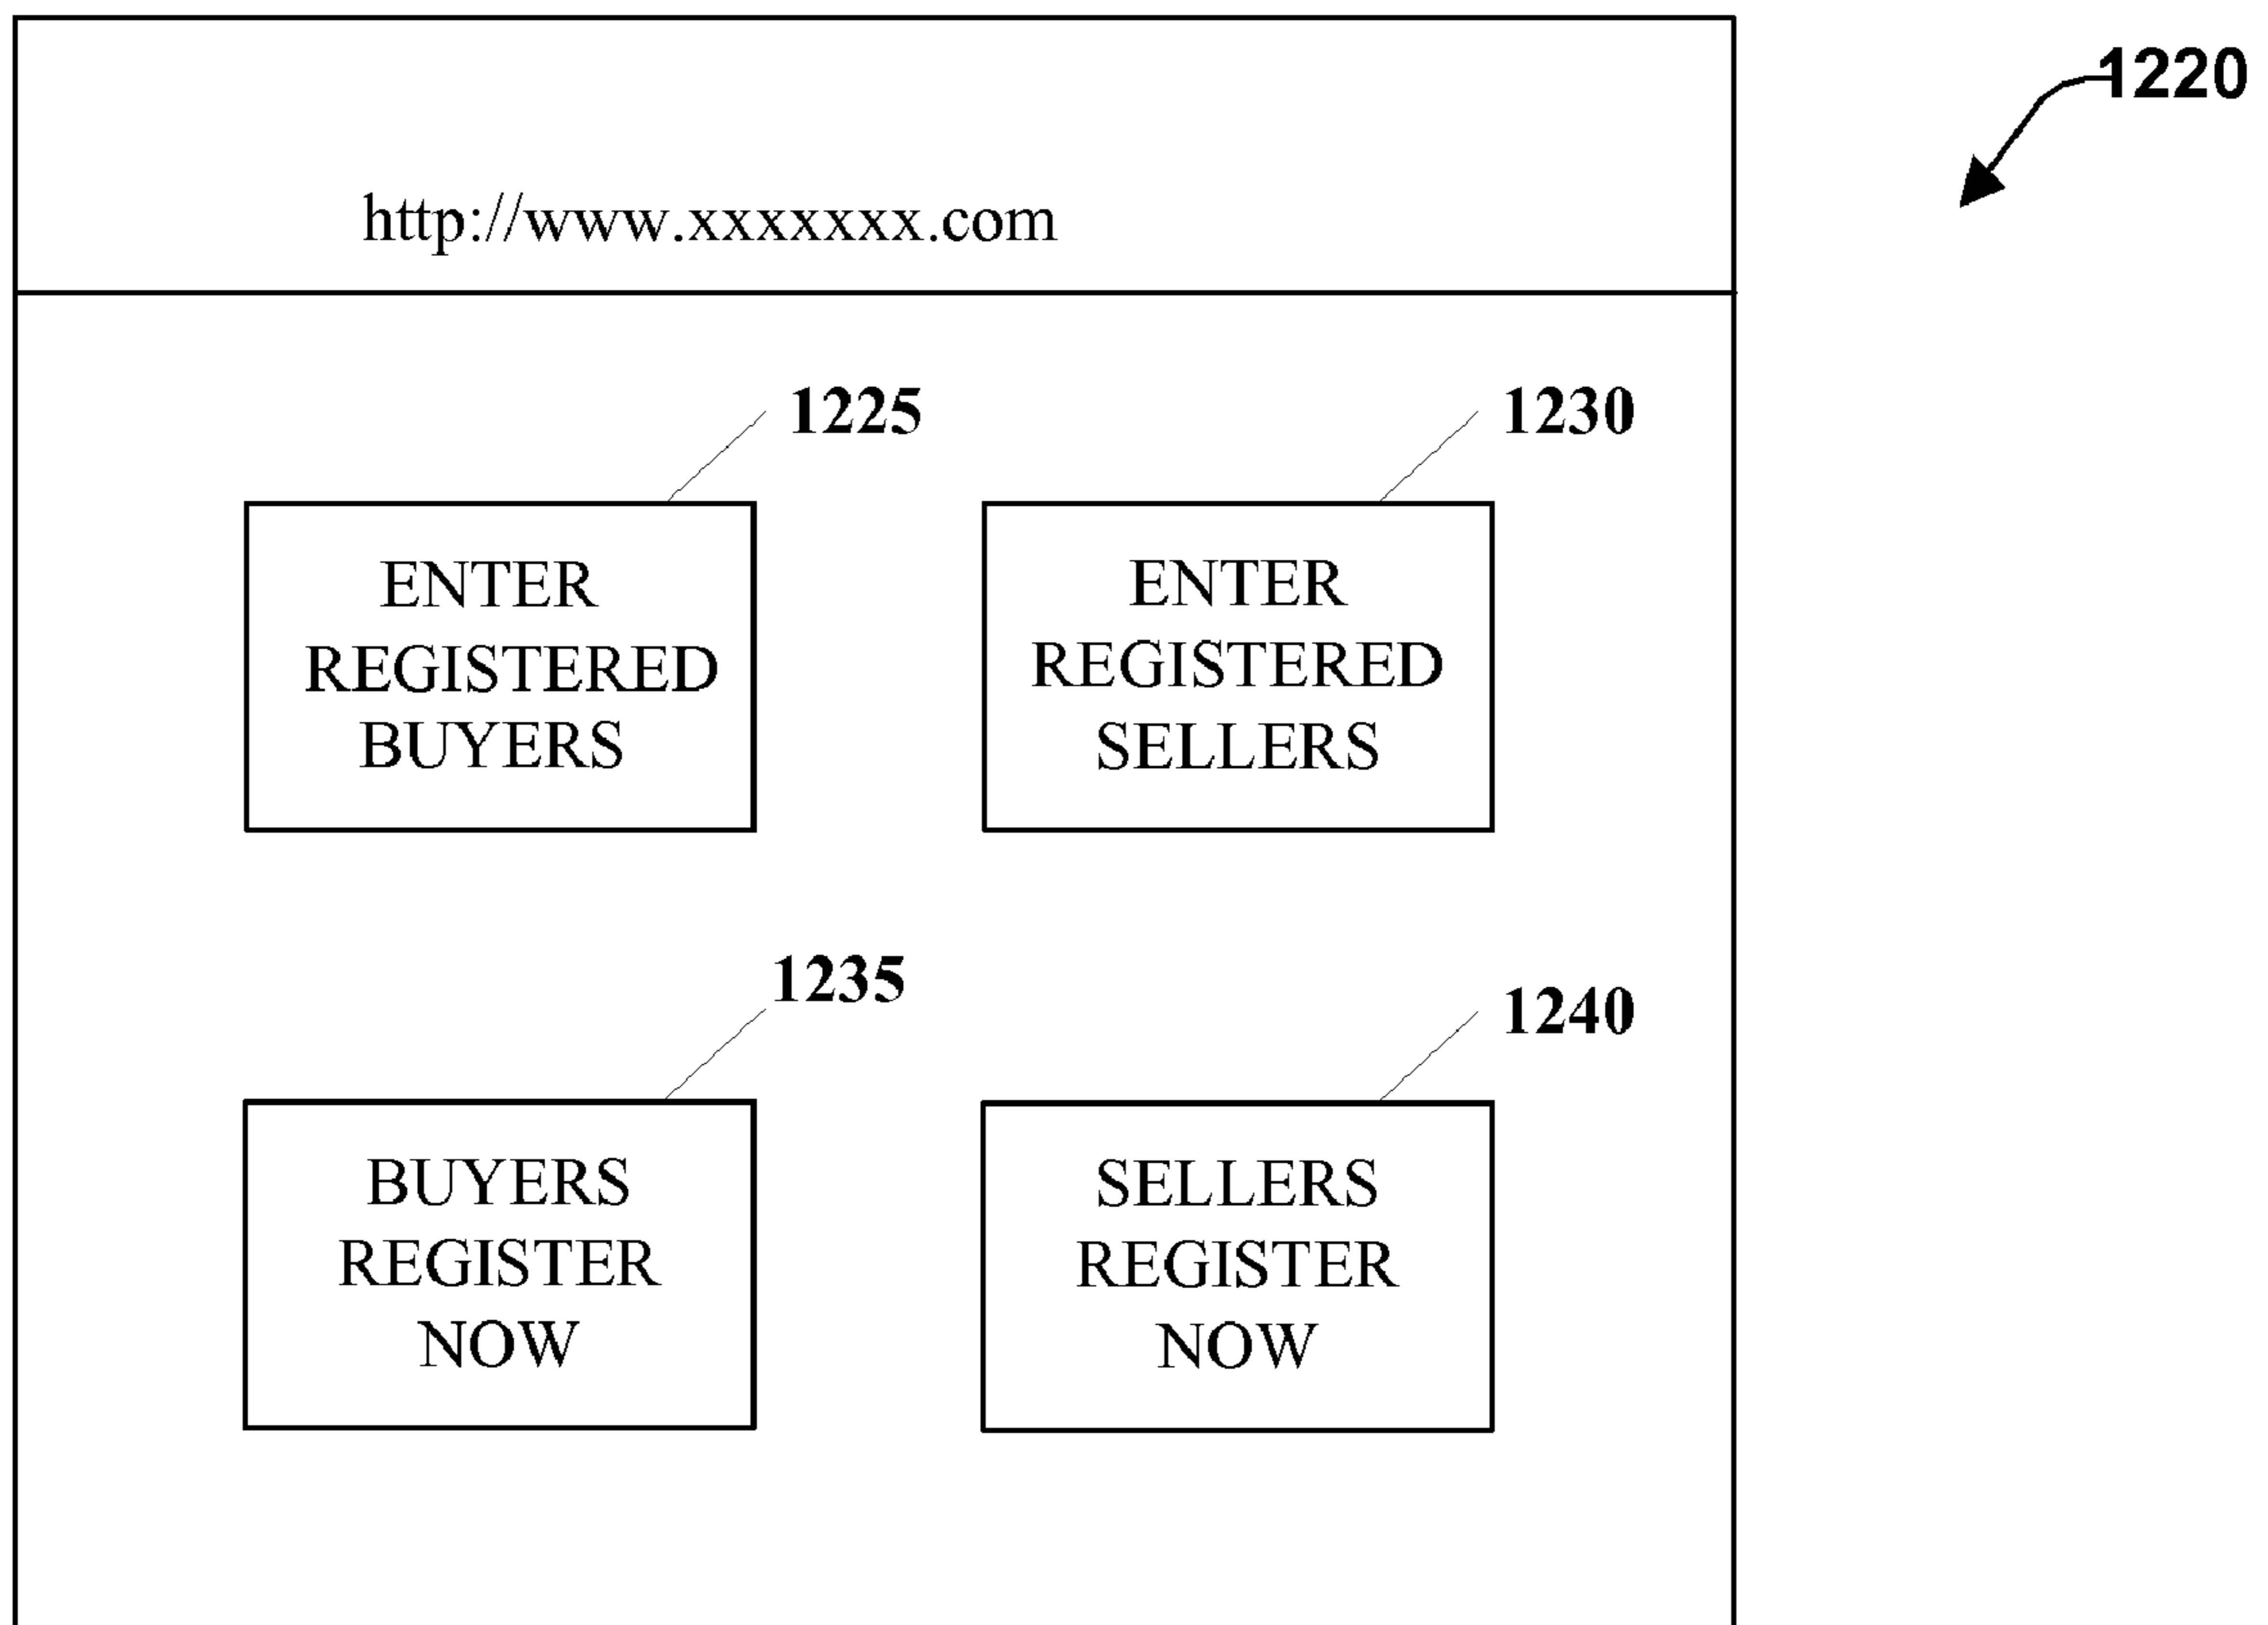 1220
http://www.xxxxxxx.com
1225
ENTER
REGISTERED
BUYERS
1230
ENTER
REGISTERED
SELLERS
1235
BUYERS
REGISTER
NOW
1240
SELLERS
REGISTER
NOW